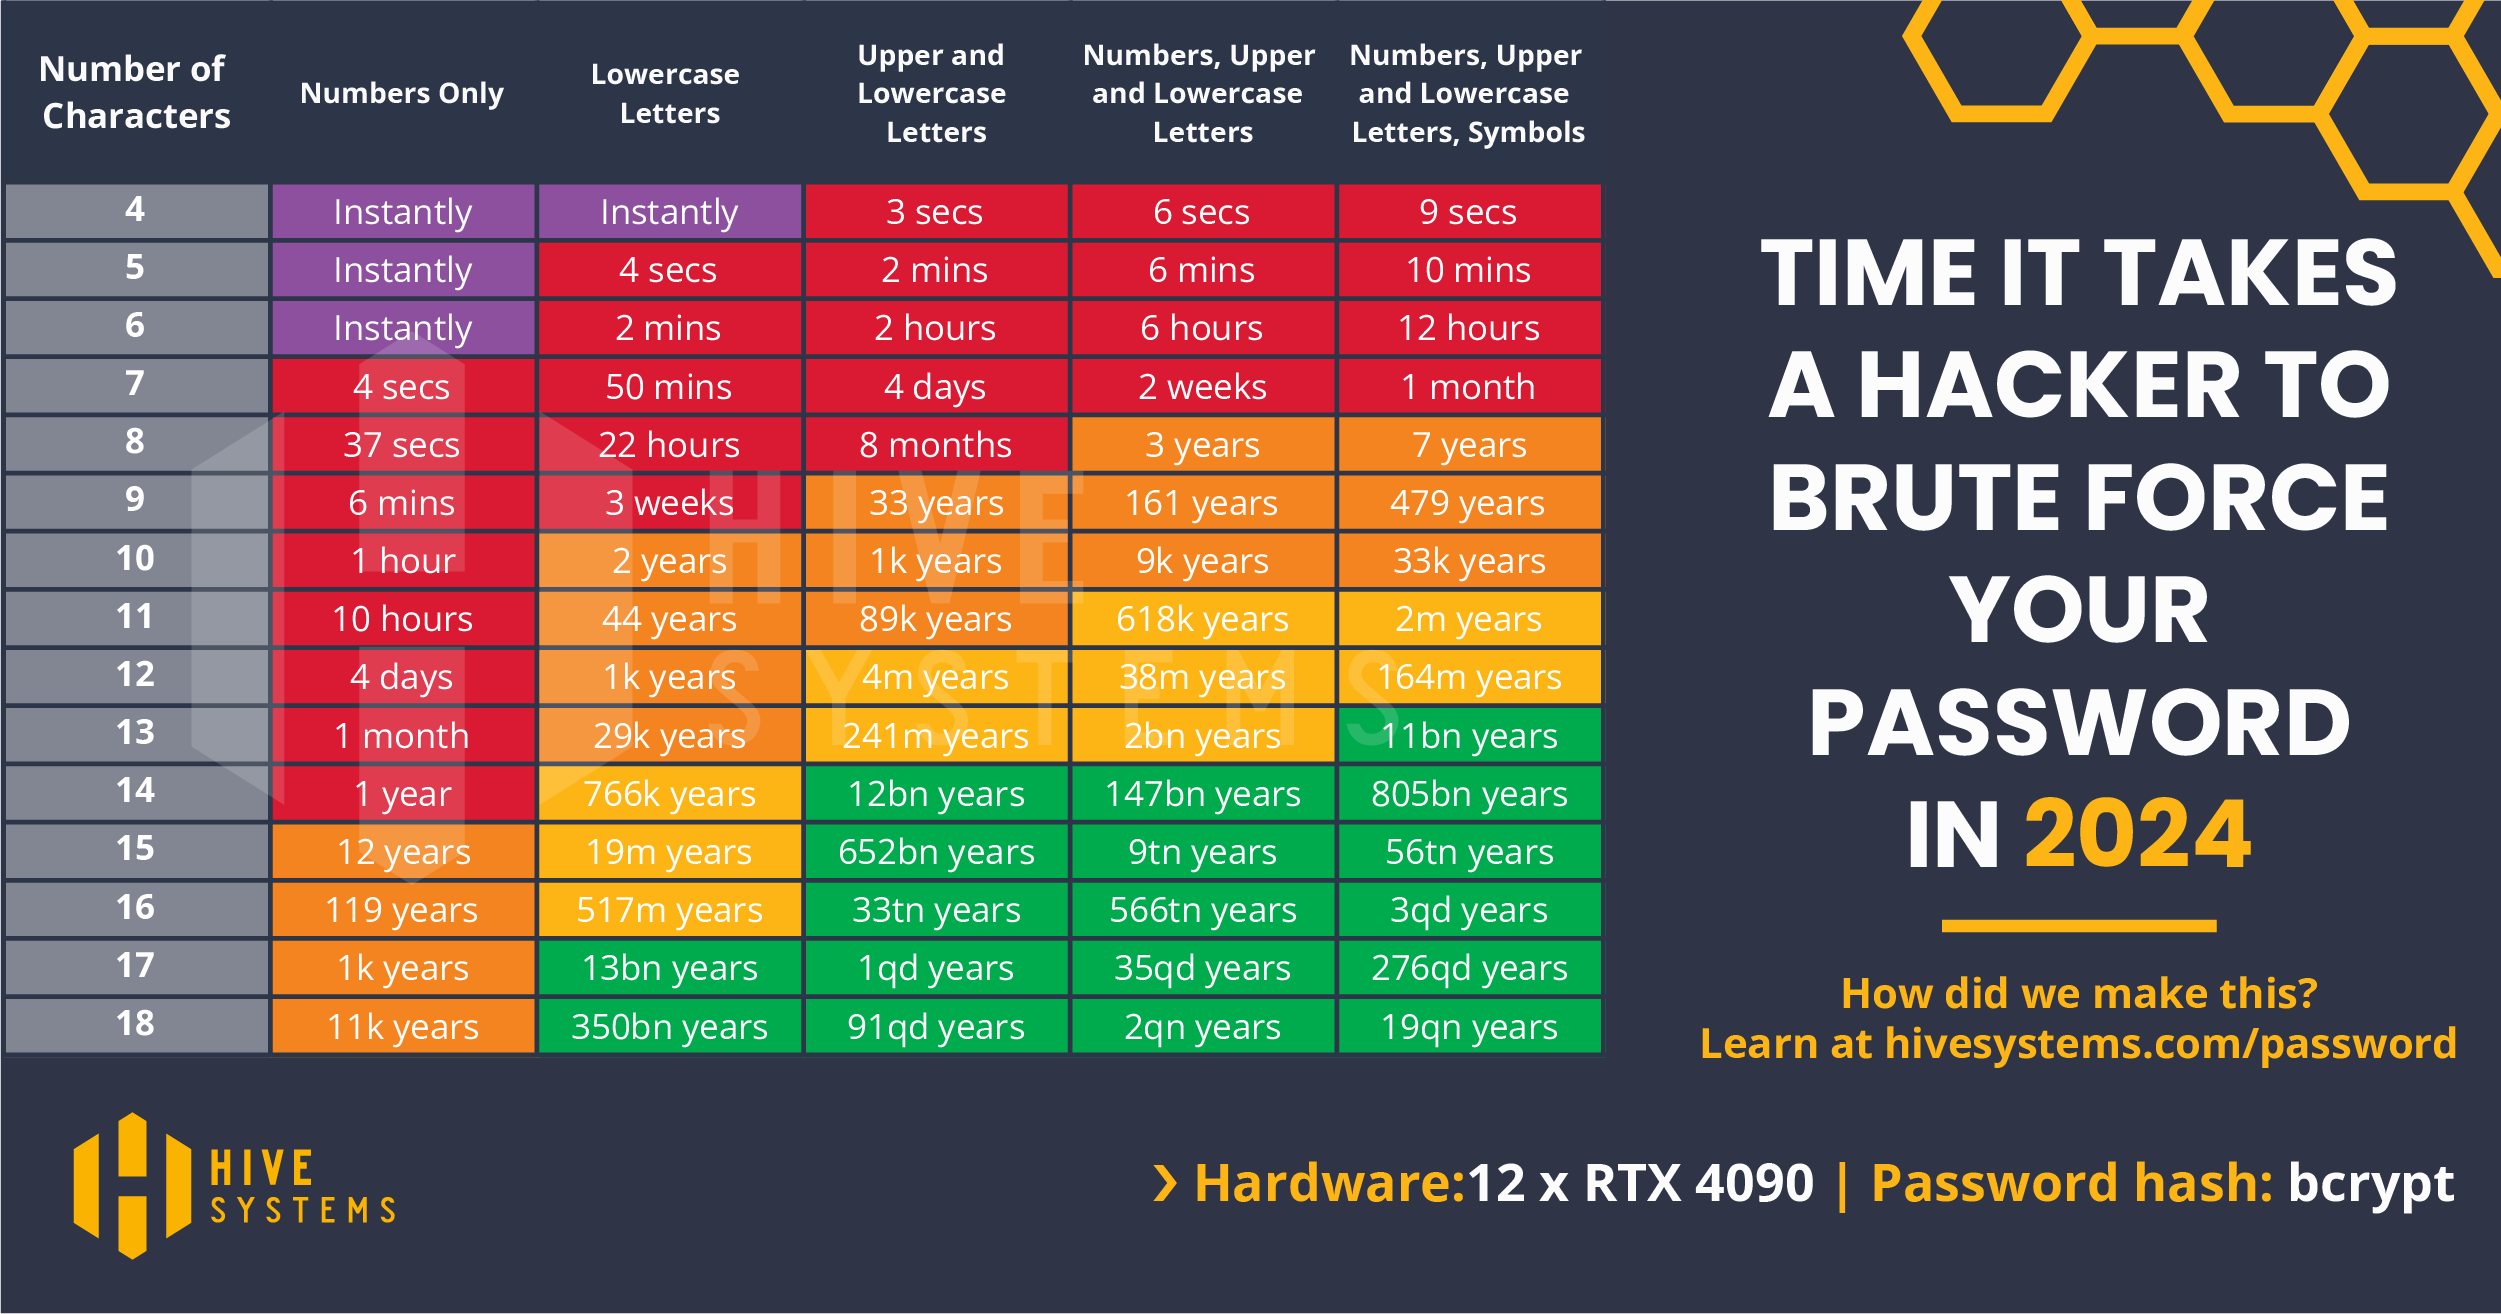 Number of Characters | Numbers Only | Lowercase Letters | Upper and Lowercase Letters | Numbers, Upper and Lowercase Letters | Numbers, Upper and Lowercase Letters, Symbols
4 | Instantly | Instantly | 3 secs | 6 secs | 9 secs
5 | Instantly | 4 secs | 2 mins | 6 mins | 10 mins
6 | Instantly | 2 mins | 2 hours | 6 hours | 12 hours
7 | 4 secs | 50 mins | 4 days | 2 weeks | 1 month
8 | 37 secs | 22 hours | 8 months | 3 years | 7 years
9 | 6 mins | 3 weeks | 33 years | 161 years | 479 years
10 | 1 hour | 2 years | 1k years | 9k years | 33k years
11 | 10 hours | 44 years | 89k years | 618k years | 2m years
12 | 4 days | 1k years | 4m years | 38m years | 164m years
13 | 1 month | 29k years | 241m years | 2bn years | 11bn years
14 | 1 year | 766k years | 12bn years | 147bn years | 805bn years
15 | 12 years | 19m years | 652bn years | 9tn years | 56tn years
16 | 119 years | 517m years | 33tn years | 566tn years | 3qd years
17 | 1k years | 13bn years | 1qd years | 35qd years | 276qd years
18 | 11k years | 350bn years | 91qd years | 2qn years | 19qn years
HIVE
SYSTEMS
TIME IT TAKES
A HACKER TO
BRUTE FORCE
YOUR
PASSWORD
IN 2024
How did we make this?
Learn at hivesystems.com/password
HIVE
SYSTEMS
› Hardware:12 x RTX 4090 | Password hash: bcrypt